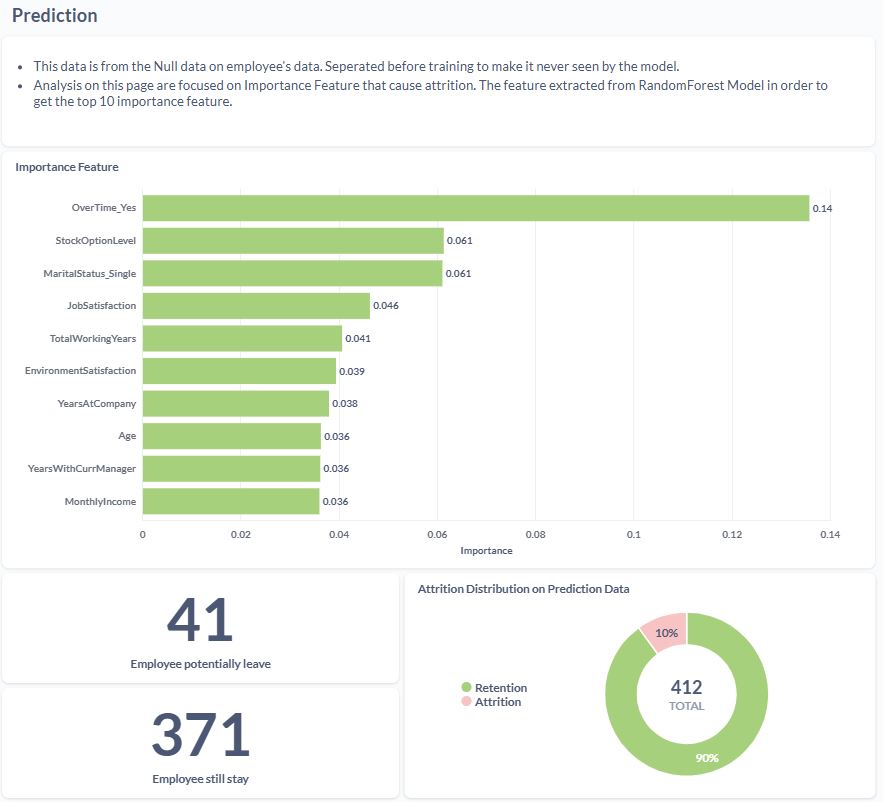 Prediction
• This data is from the Null data on employee's data. Seperated before training to make it never seen by the model.
• Analysis on this page are focused on Importance Feature that cause attrition. The feature extracted from RandomForest Model in order to
get the top 10 importance feature.
Importance Feature
OverTime_Yes 0.14
StockOptionLevel 0.061
MaritalStatus_Single 0.061
JobSatisfaction 0.046
TotalWorkingYears 0.041
EnvironmentSatisfaction 0.039
YearsAtCompany 0.038
Age 0.036
YearsWithCurrManager 0.036
MonthlyIncome 0.036
0 0.02 0.04 0.06 0.08 0.1 0.12 0.14
Importance
41
Employee potentially leave
371
Employee still stay
Attrition Distribution on Prediction Data
Retention
Attrition
10%
412
TOTAL
90%